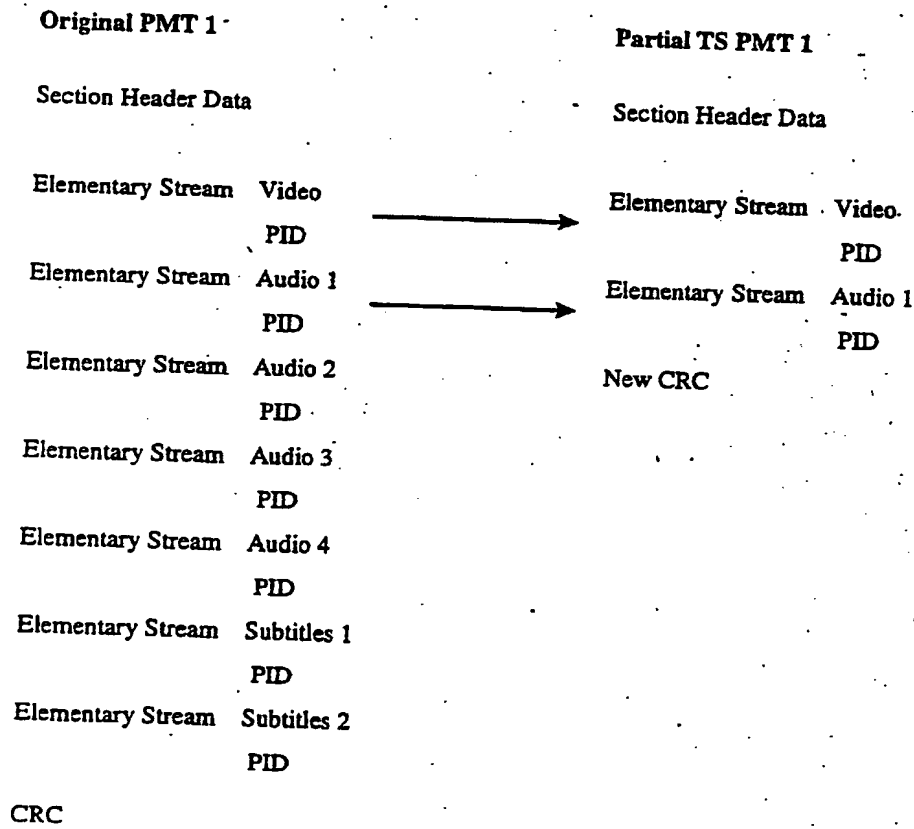 Original PMT 1
Section Header Data
Elementary Stream Video
PID
Elementary Stream Audio 1
PID
Elementary Stream Audio 2
PID
Elementary Stream Audio 3
PID
Elementary Stream Audio 4
PID
Elementary Stream Subtitles 1
PID
Elementary Stream Subtitles 2
PID
CRC
Partial TS PMT 1
Section Header Data
Elementary Stream Video
PID
Elementary Stream Audio 1
PID
New CRC